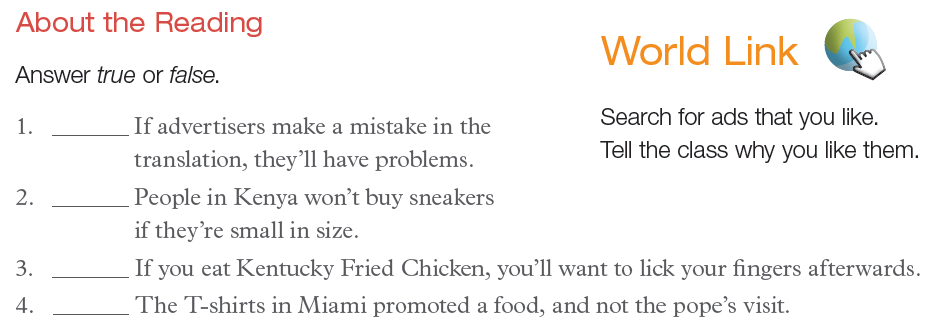 About the Reading
Answer true or false.
1. ______ If advertisers make a mistake in the
translation, they'll have problems.
2. ______ People in Kenya won't buy sneakers
if they're small in size.
3. ______ If you eat Kentucky Fried Chicken, you'll want to lick your fingers afterwards.
4. ______ The T-shirts in Miami promoted a food, and not the pope's visit.
World Link
Search for ads that you like.
Tell the class why you like them.